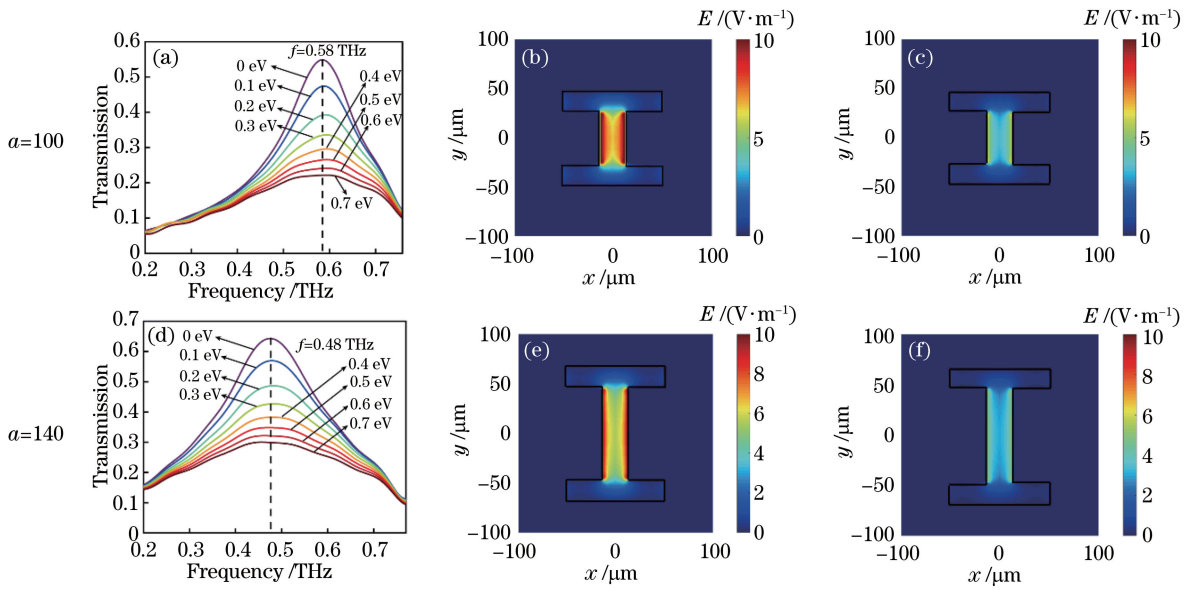 a=100
(a)
f=0.58 THz
0 eV
0.1 eV
0.2 eV
0.3 eV
0.4 eV
0.5 eV
0.6 eV
0.7 eV
0.6
0.5
0.4
0.3
0.2
0.1
0
Transmission
0.2 0.3 0.4 0.5 0.6 0.7
Frequency /THz
E /(V·m⁻¹)
(b)
100
50
0
−50
−100
y /μm
−100 0 100
x /μm
10
5
0
E /(V·m⁻¹)
(c)
100
50
0
−50
−100
y /μm
−100 0 100
x /μm
10
5
0
a=140
(d)
f=0.48 THz
0 eV
0.1 eV
0.2 eV
0.3 eV
0.4 eV
0.5 eV
0.6 eV
0.7 eV
0.7
0.6
0.5
0.4
0.3
0.2
0.1
0
Transmission
0.2 0.3 0.4 0.5 0.6 0.7
Frequency /THz
E /(V·m⁻¹)
(e)
100
50
0
−50
−100
y /μm
−100 0 100
x /μm
10
8
6
4
2
0
E /(V·m⁻¹)
(f)
100
50
0
−50
−100
y /μm
−100 0 100
x /μm
10
8
6
4
2
0